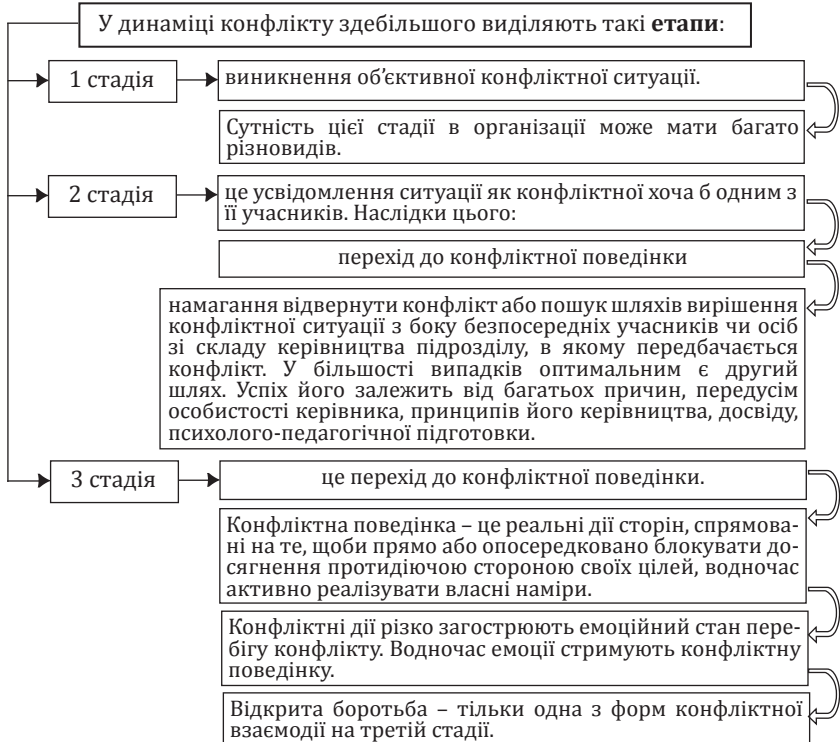 У динаміці конфлікту здебільшого виділяють такі етапи:
1 стадія
виникнення об’єктивної конфліктної ситуації.
Сутність цієї стадії в організації може мати багато
різновидів.
2 стадія
це усвідомлення ситуації як конфліктної хоча б одним з
її учасників. Наслідки цього:
перехід до конфліктної поведінки
намагання відвернути конфлікт або пошук шляхів вирішення
конфліктної ситуації з боку безпосередніх учасників чи осіб
зі складу керівництва підрозділу, в якому передбачається
конфлікт. У більшості випадків оптимальним є другий
шлях. Успіх його залежить від багатьох причин, передусім
особистості керівника, принципів його керівництва, досвіду,
психолого-педагогічної підготовки.
3 стадія
це перехід до конфліктної поведінки.
Конфліктна поведінка – це реальні дії сторін, спрямова-
ні на те, щоби прямо або опосередковано блокувати до-
сягнення протидіючою стороною своїх цілей, водночас
активно реалізувати власні наміри.
Конфліктні дії різко загострюють емоційний стан пере-
бігу конфлікту. Водночас емоції стримують конфліктну
поведінку.
Відкрита боротьба – тільки одна з форм конфліктної
взаємодії на третій стадії.